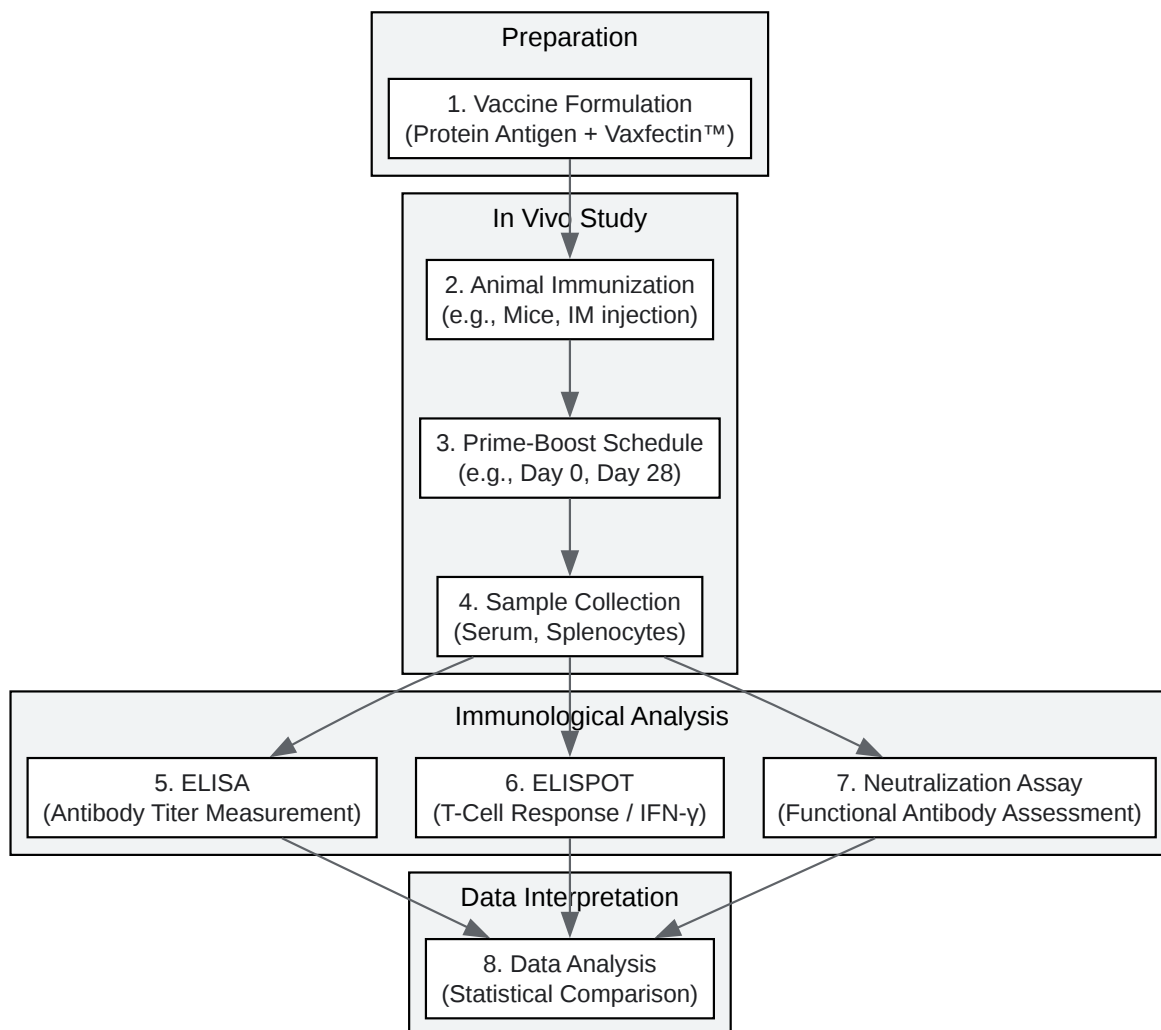 Preparation
1. Vaccine Formulation
(Protein Antigen + Vaxfectin™)
In Vivo Study
2. Animal Immunization
(e.g., Mice, IM injection)
3. Prime-Boost Schedule
(e.g., Day 0, Day 28)
4. Sample Collection
(Serum, Splenocytes)
Immunological Analysis
5. ELISA
(Antibody Titer Measurement)
6. ELISPOT
(T-Cell Response / IFN-γ)
7. Neutralization Assay
(Functional Antibody Assessment)
Data Interpretation
8. Data Analysis
(Statistical Comparison)